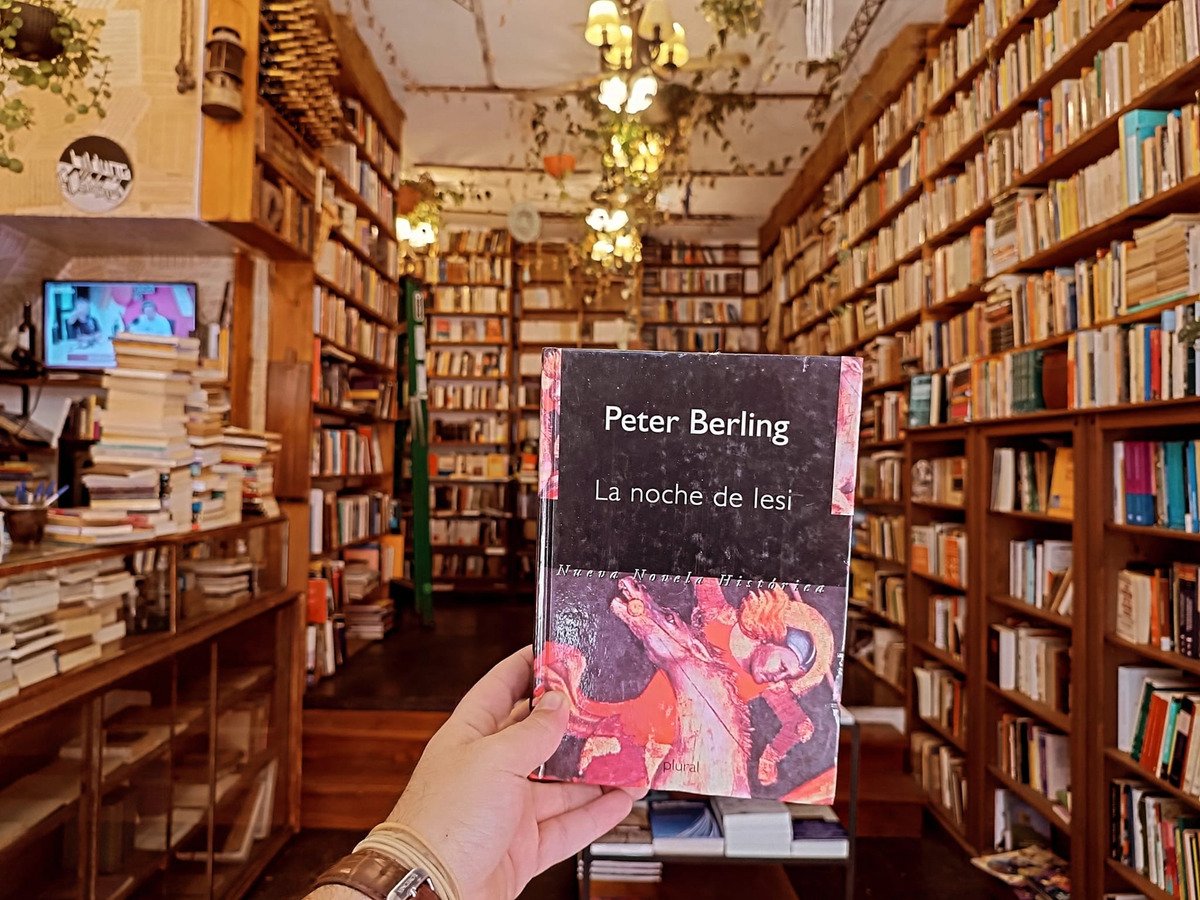 Peter Berling
La noche de Iesi
Nueva Novela Histórica
plural